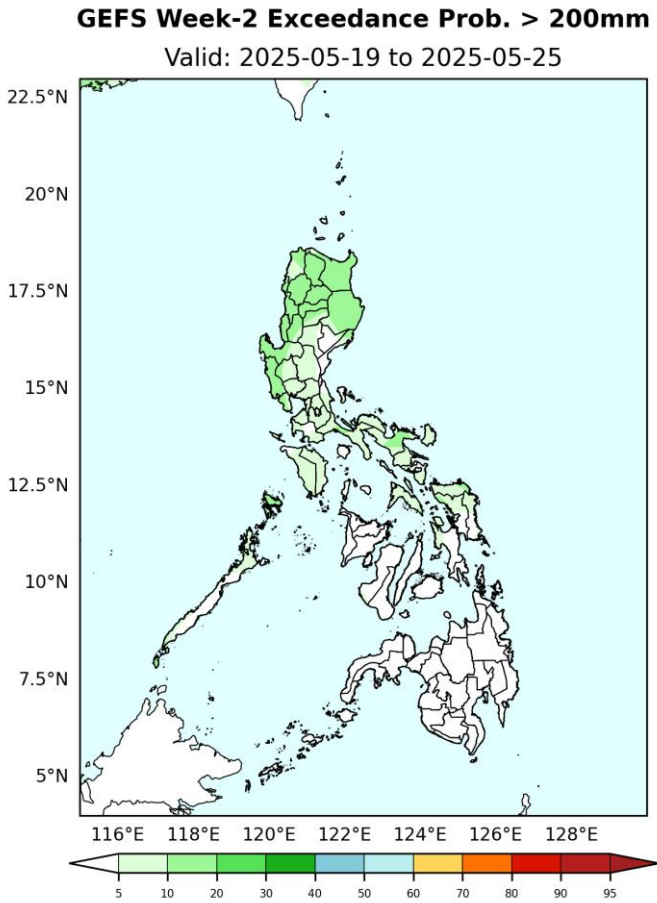 GEFS Week-2 Exceedance Prob. > 200mm
Valid: 2025-05-19 to 2025-05-25
22.5°N
20°N
17.5°N
15°N
12.5°N
10°N
7.5°N
5°N
116°E 118°E 120°E 122°E 124°E 126°E 128°E
5 10 20 30 40 50 60 70 80 90 95